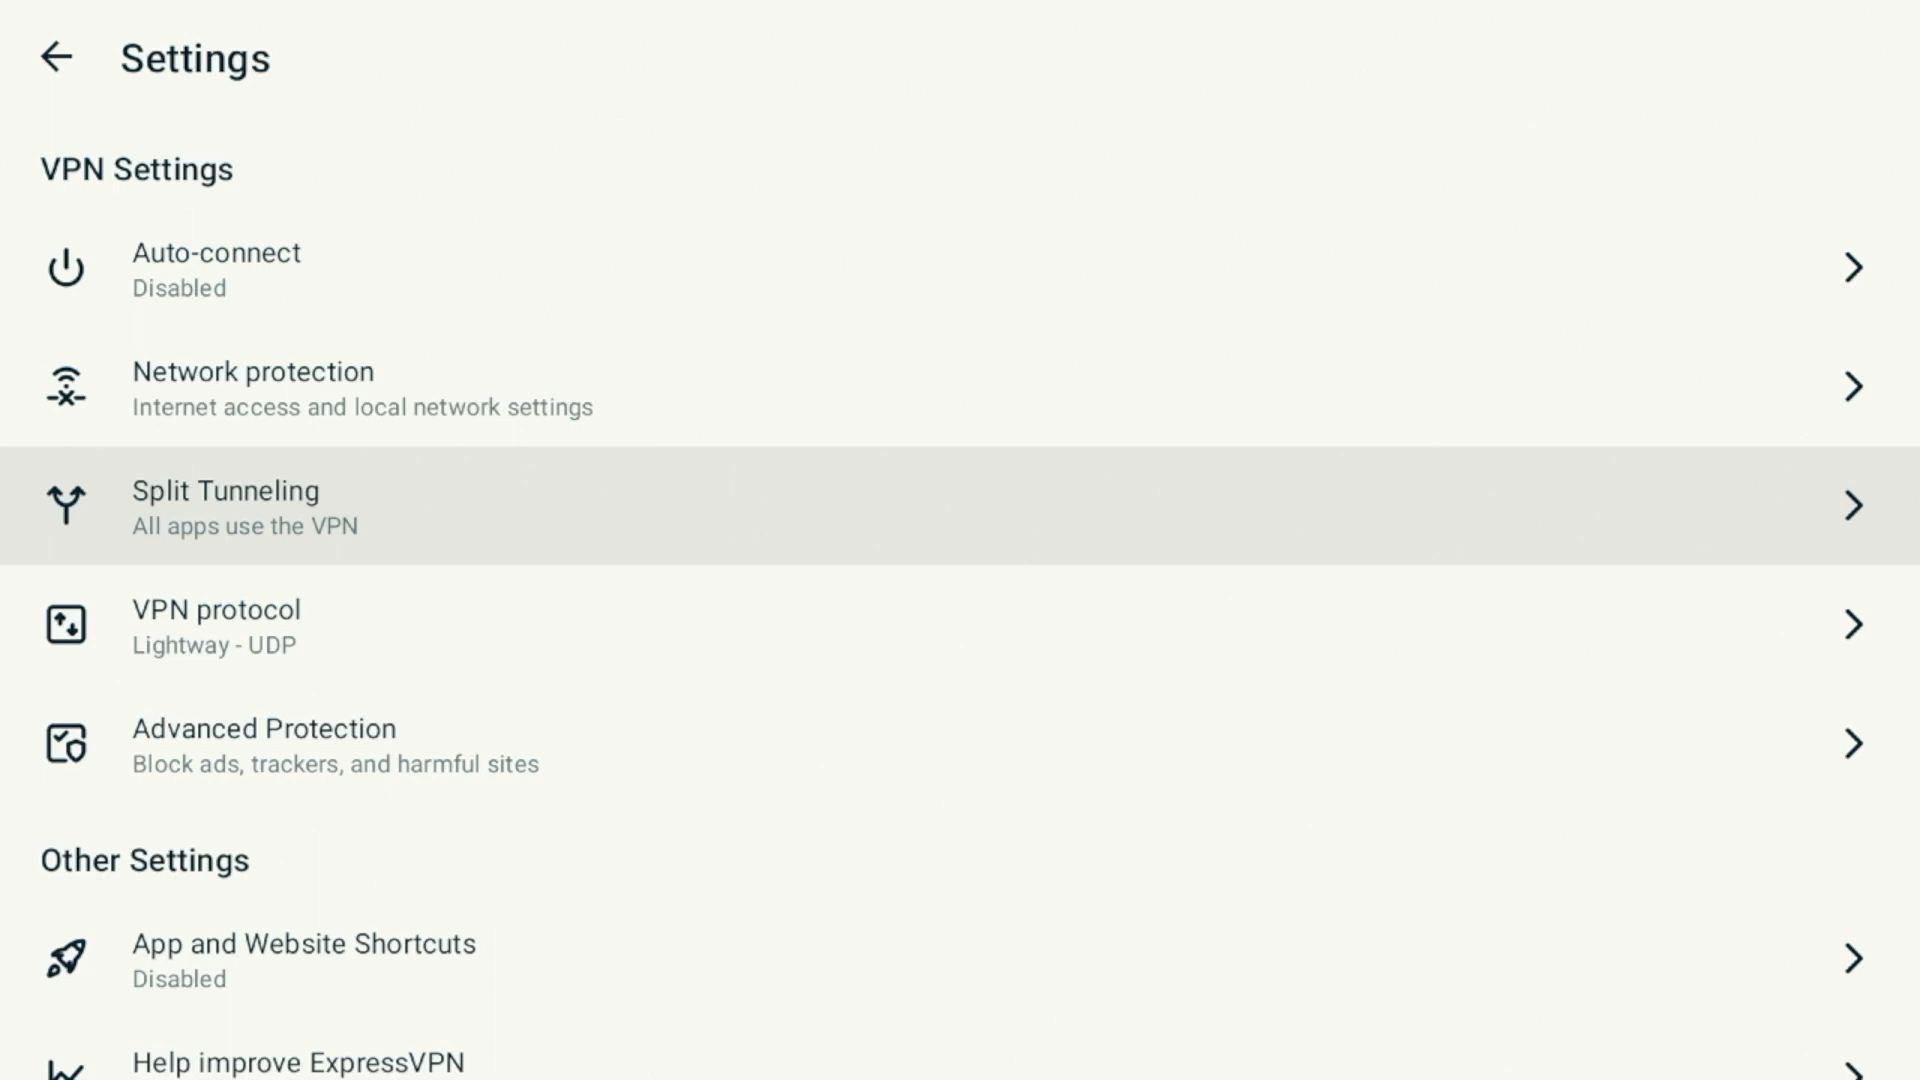 Settings
VPN Settings
Auto-connect
Disabled
Network protection
Internet access and local network settings
Split Tunneling
All apps use the VPN
VPN protocol
Lightway - UDP
Advanced Protection
Block ads, trackers, and harmful sites
Other Settings
App and Website Shortcuts
Disabled
Help improve ExpressVPN